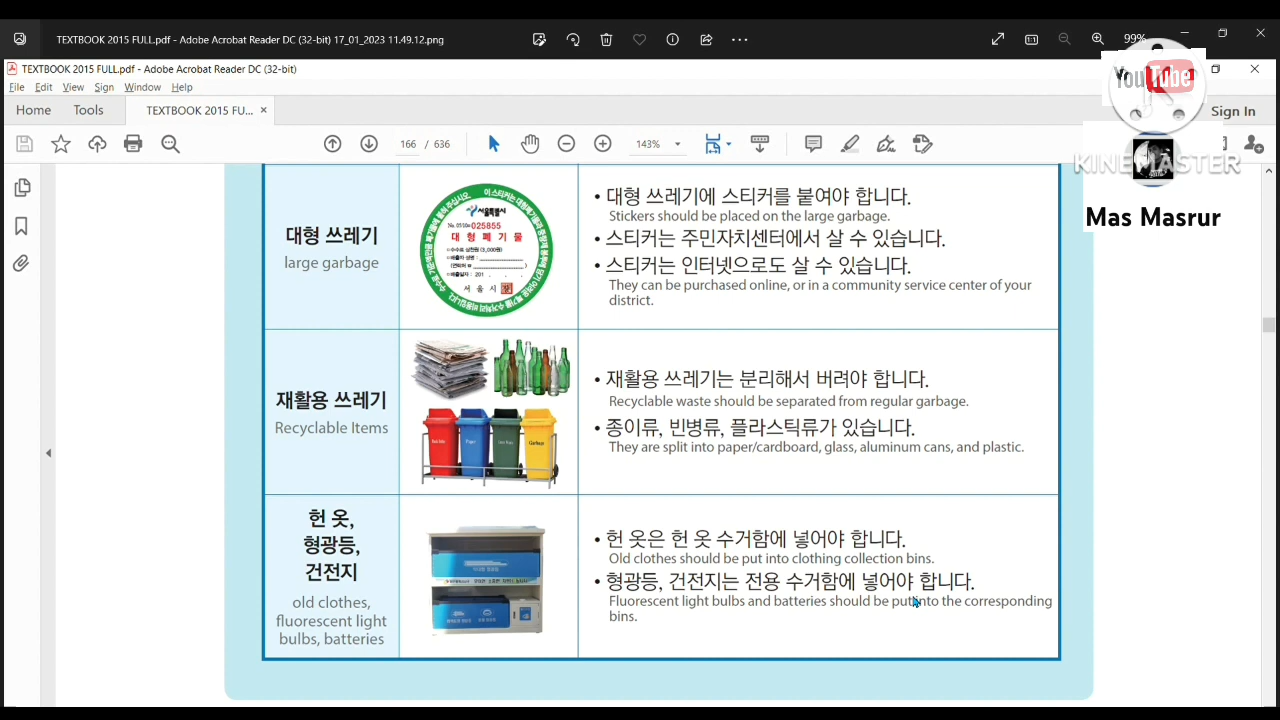 TEXTBOOK 2015 FULL.pdf - Adobe Acrobat Reader DC (32-bit) 17_01_2023 11.49.12.png
99%
TEXTBOOK 2015 FULL.pdf - Adobe Acrobat Reader DC (32-bit)
File Edit View Sign Window Help
YouTube
Home Tools TEXTBOOK 2015 FU... Sign In
166 / 636 143%
KINEMASTER
Mas Masrur
대형 쓰레기
large garbage
서울특별시
025855
대 형 폐 기 물
서 울 시 장
• 대형 쓰레기에 스티커를 붙여야 합니다.
Stickers should be placed on the large garbage.
• 스티커는 주민자치센터에서 살 수 있습니다.
• 스티커는 인터넷으로도 살 수 있습니다.
They can be purchased online, or in a community service center of your
district.
재활용 쓰레기
Recyclable Items
Paper
Garbage
• 재활용 쓰레기는 분리해서 버려야 합니다.
Recyclable waste should be separated from regular garbage.
• 종이류, 빈병류, 플라스틱류가 있습니다.
They are split into paper/cardboard, glass, aluminum cans, and plastic.
헌 옷,
형광등,
건전지
old clothes,
fluorescent light
bulbs, batteries
• 헌 옷은 헌 옷 수거함에 넣어야 합니다.
Old clothes should be put into clothing collection bins.
• 형광등, 건전지는 전용 수거함에 넣어야 합니다.
Fluorescent light bulbs and batteries should be put into the corresponding
bins.